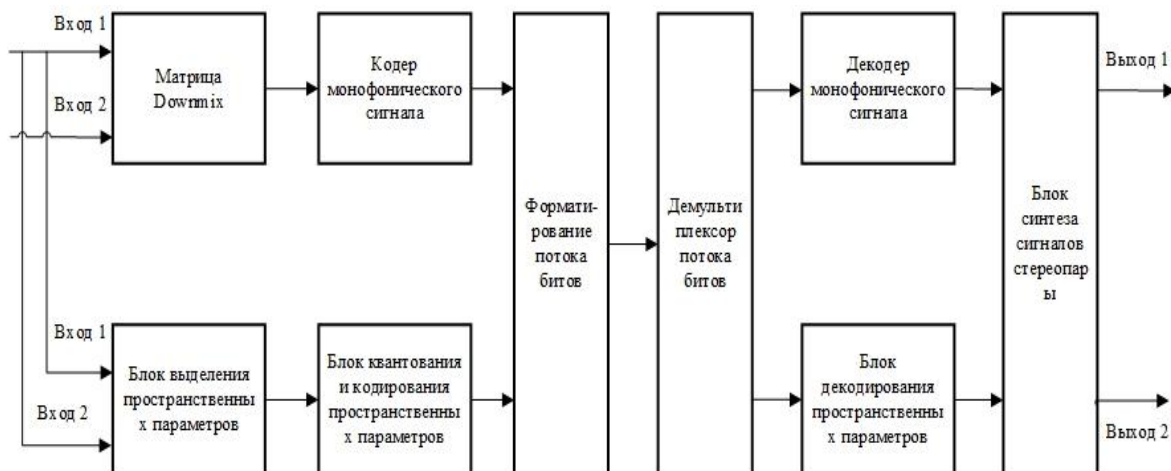 Вход 1
Матрица
Downmix
Вход 2
Кодер
монофонического
сигнала
Формати-
рование
потока
битов
Демульти
плексор
потока
битов
Декодер
монофонического
сигнала
Блок
синтеза
сигналов
стереопар
ы
Выход 1
Вход 1
Вход 2
Блок выделения
пространственны
х параметров
Блок квантования
и кодирования
пространственны
х параметров
Блок
декодирования
пространственны
х параметров
Выход 2